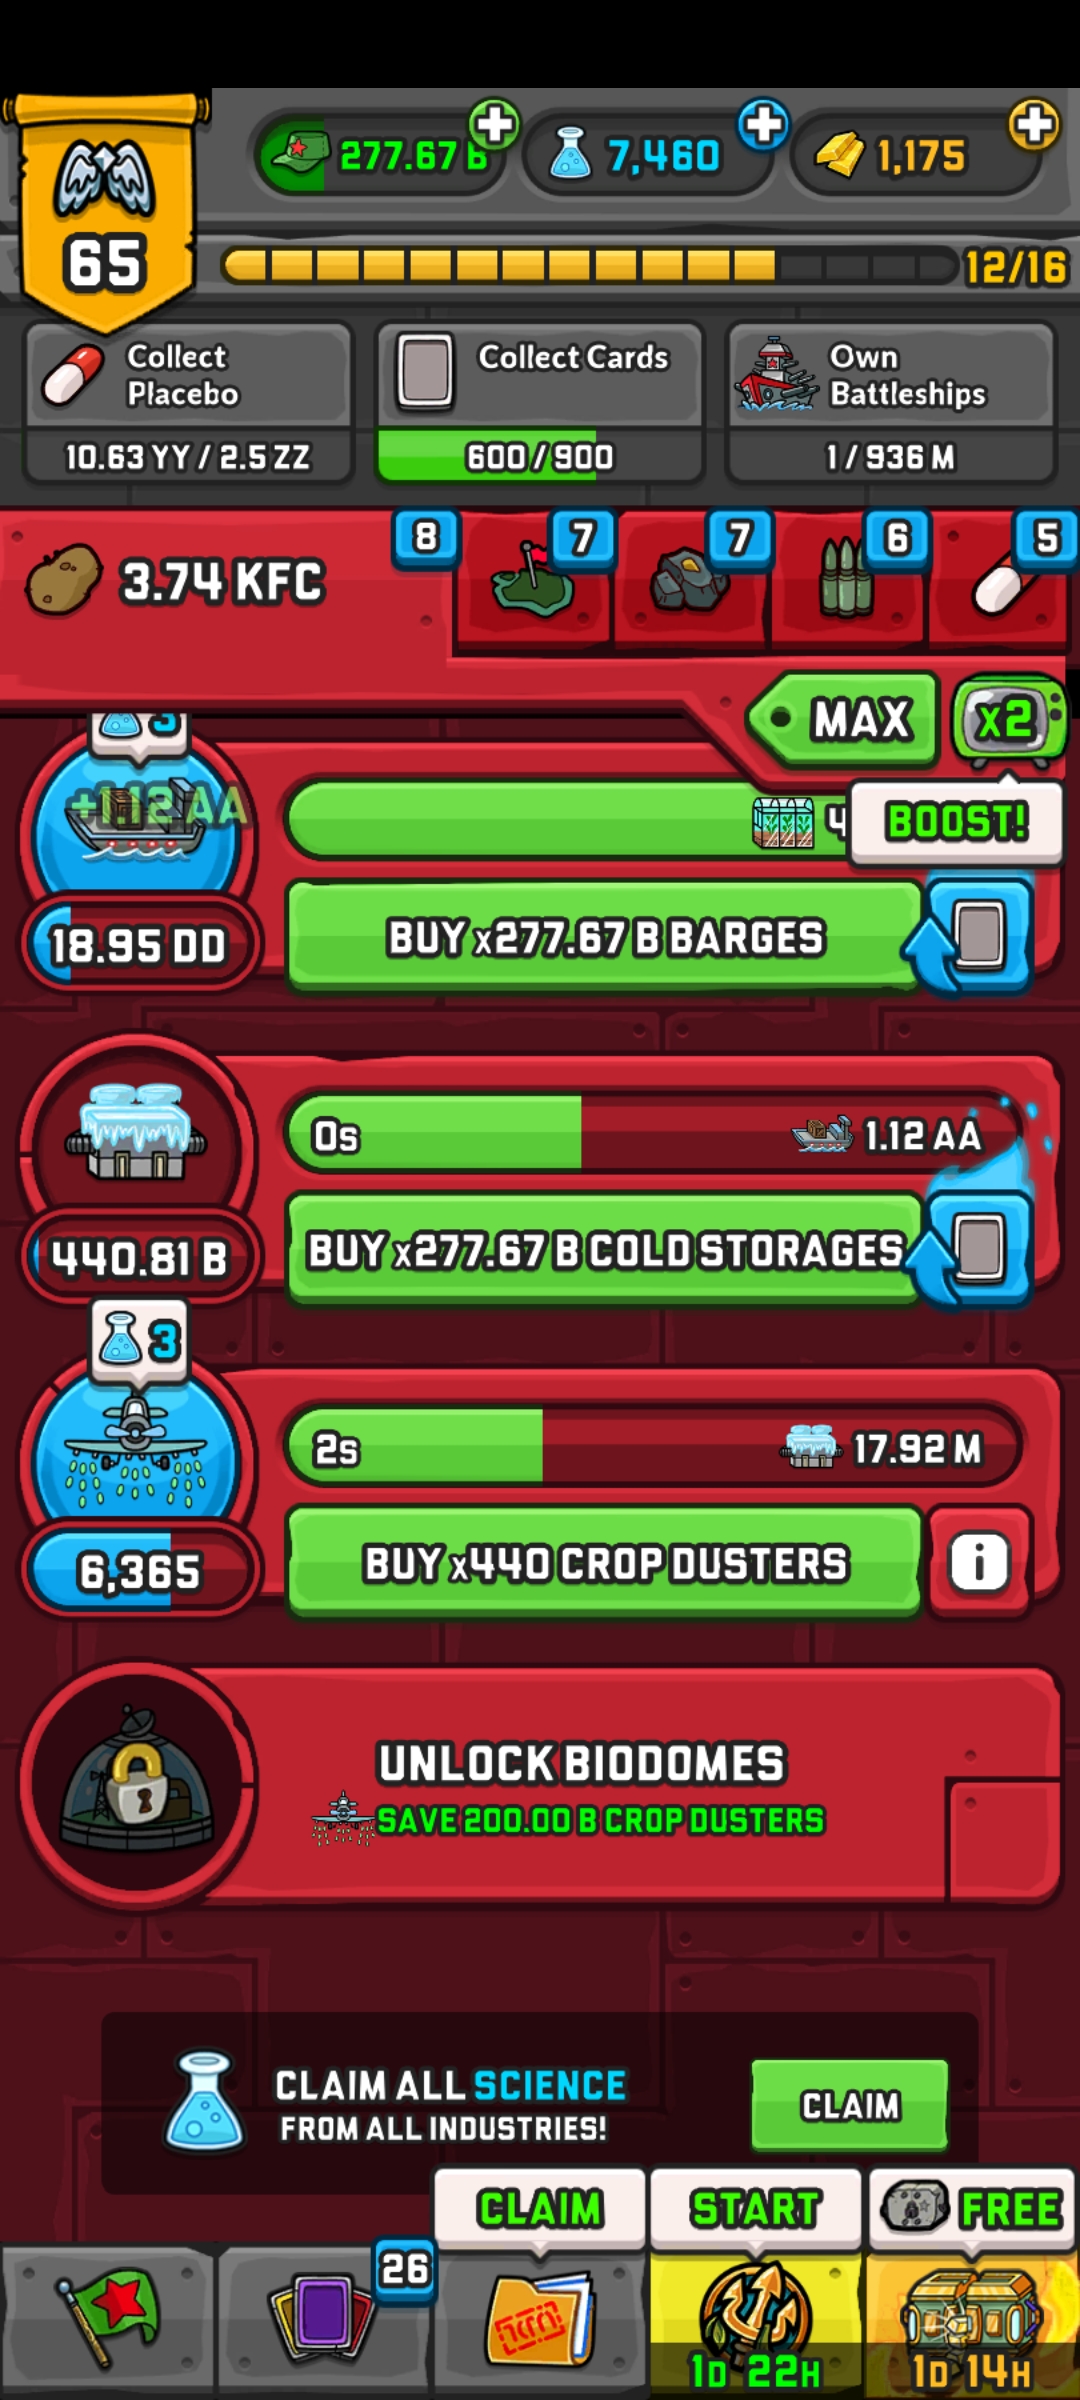 277.67 B
7,460
1,175
65
12/16
Collect
Placebo
Collect Cards
Own
Battleships
10.63 YY / 2.5 ZZ
600 / 900
1 / 936 M
3.74 KFC
8
7
7
6
5
MAX
x2
3
+1.12 AA
4
BOOST!
18.95 DD
BUY x277.67 B BARGES
0s
1.12 AA
440.81 B
BUY x277.67 B COLD STORAGES
3
2s
17.92 M
6,365
BUY x440 CROP DUSTERS
i
UNLOCK BIODOMES
SAVE 200.00 B CROP DUSTERS
CLAIM ALL SCIENCE
FROM ALL INDUSTRIES!
CLAIM
CLAIM
START
FREE
26
1D 22H
1D 14H